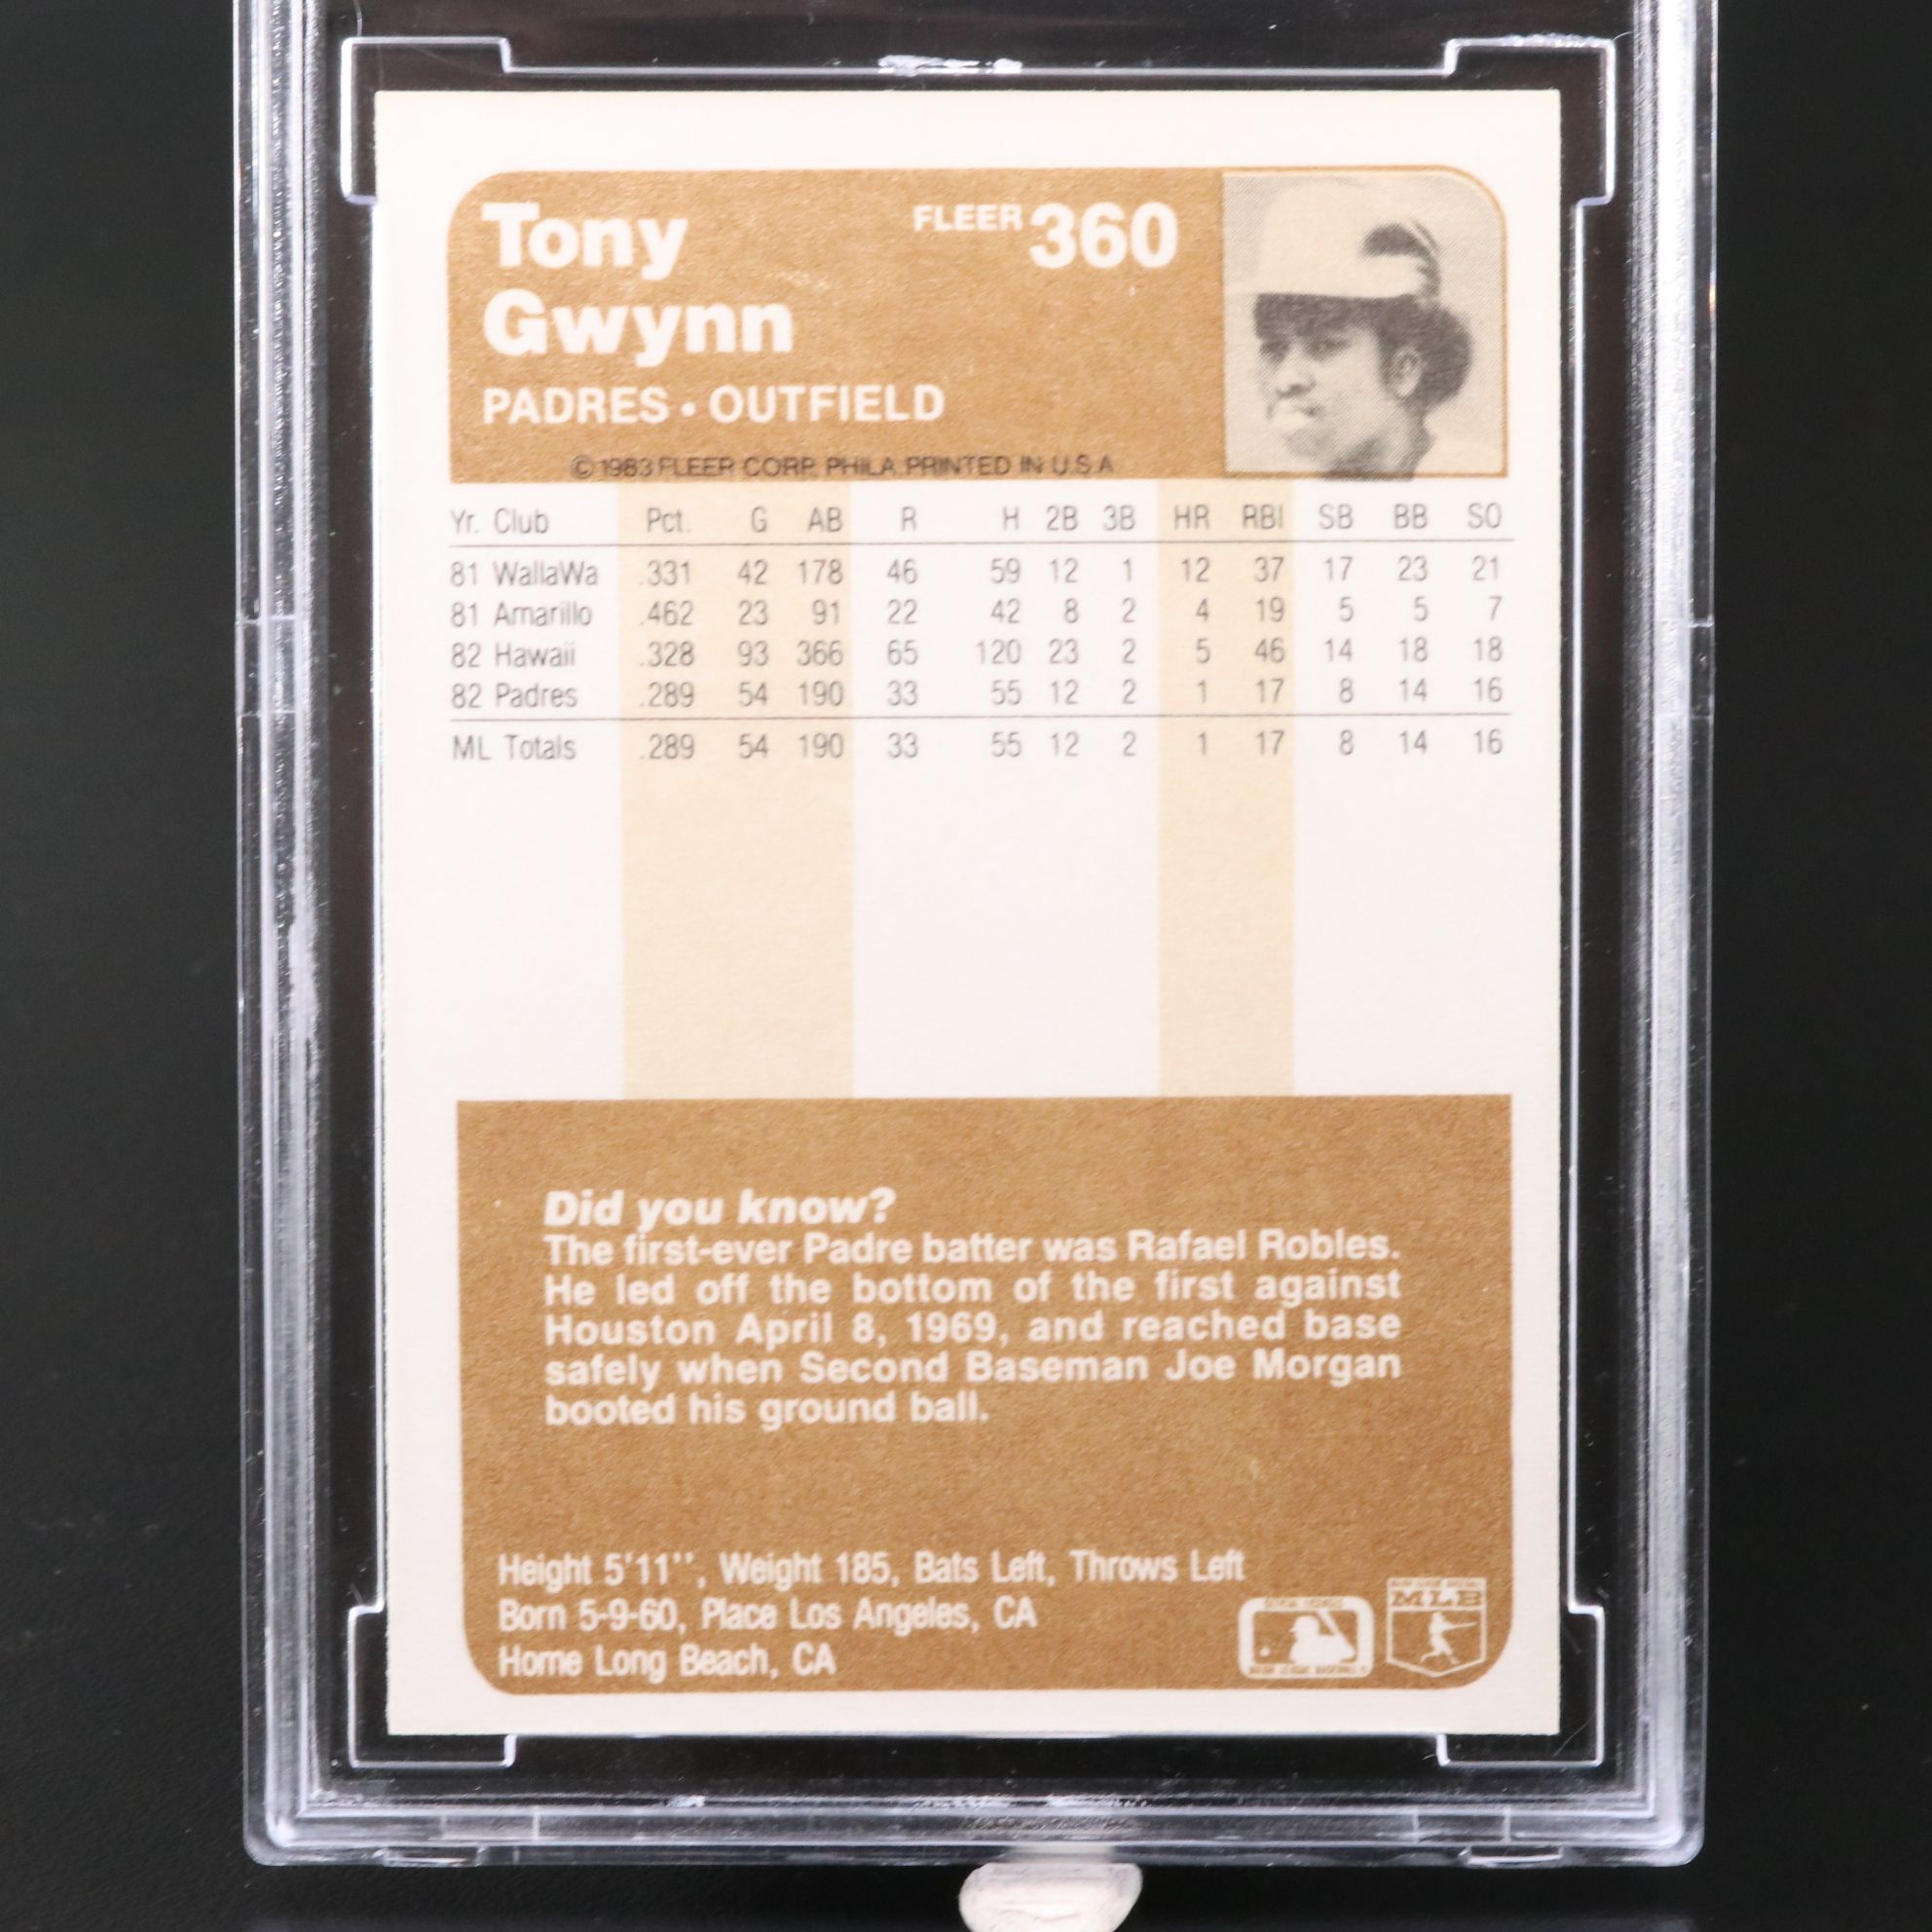 Tony
Gwynn
FLEER 360
PADRES • OUTFIELD
© 1983 FLEER CORP. PHILA. PRINTED IN U.S.A
Yr. Club Pct. G AB R H 2B 3B HR RBI SB BB SO
81 WallaWa .331 42 178 46 59 12 1 12 37 17 23 21
81 Amarillo .462 23 91 22 42 8 2 4 19 5 5 7
82 Hawaii .328 93 366 65 120 23 2 5 46 14 18 18
82 Padres .289 54 190 33 55 12 2 1 17 8 14 16
ML Totals .289 54 190 33 55 12 2 1 17 8 14 16
Did you know?
The first-ever Padre batter was Rafael Robles.
He led off the bottom of the first against
Houston April 8, 1969, and reached base
safely when Second Baseman Joe Morgan
booted his ground ball.
Height 5'11'', Weight 185, Bats Left, Throws Left
Born 5-9-60, Place Los Angeles, CA
Home Long Beach, CA
MLB